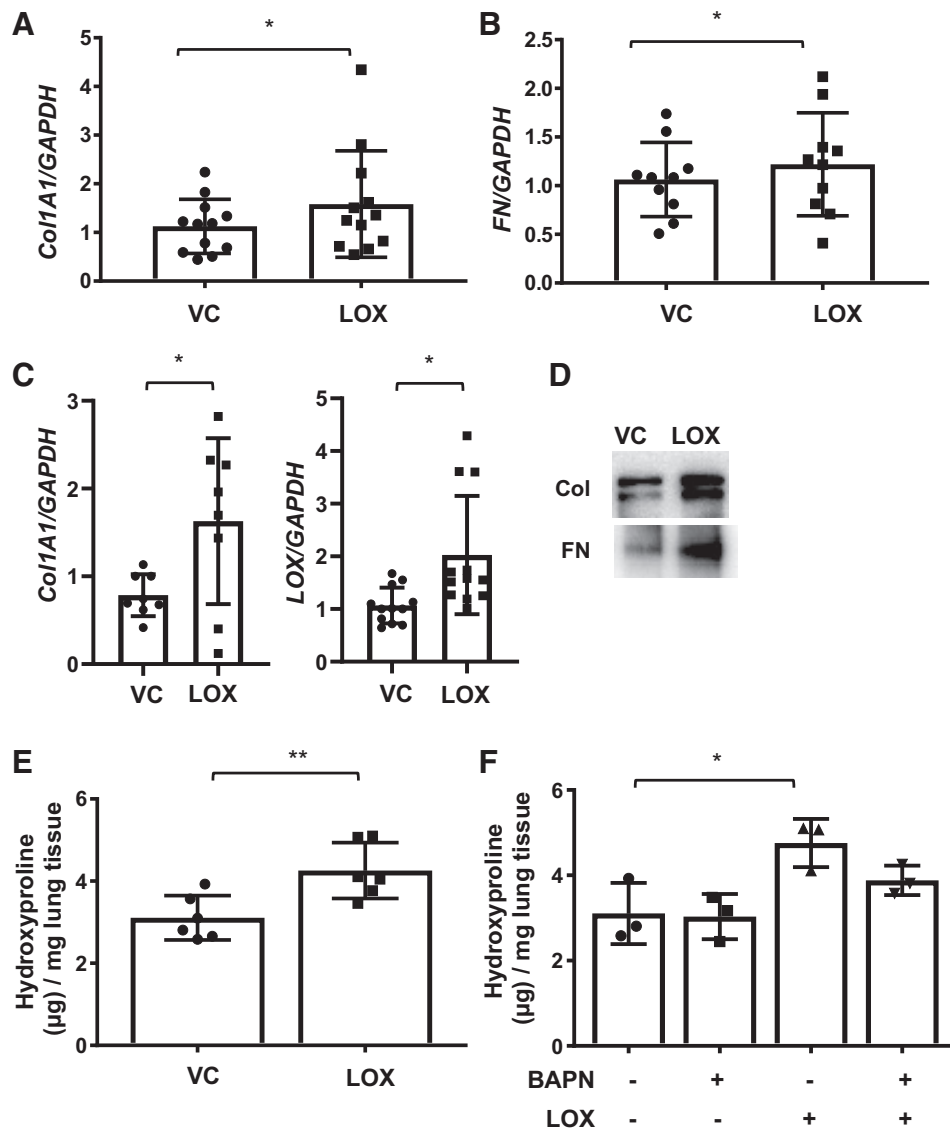 A
*
Col1A1/GAPDH
5
4
3
2
1
0
VC
LOX
B
*
FN/GAPDH
2.5
2.0
1.5
1.0
0.5
0.0
VC
LOX
C
*
Col1A1/GAPDH
3
2
1
0
VC
LOX
*
LOX/GAPDH
5
4
3
2
1
0
VC
LOX
D
VC LOX
Col
FN
E
**
Hydroxyproline
(µg) / mg lung tissue
6
4
2
0
VC
LOX
F
*
Hydroxyproline
(µg) / mg lung tissue
6
4
2
0
BAPN - + - +
LOX - - + +